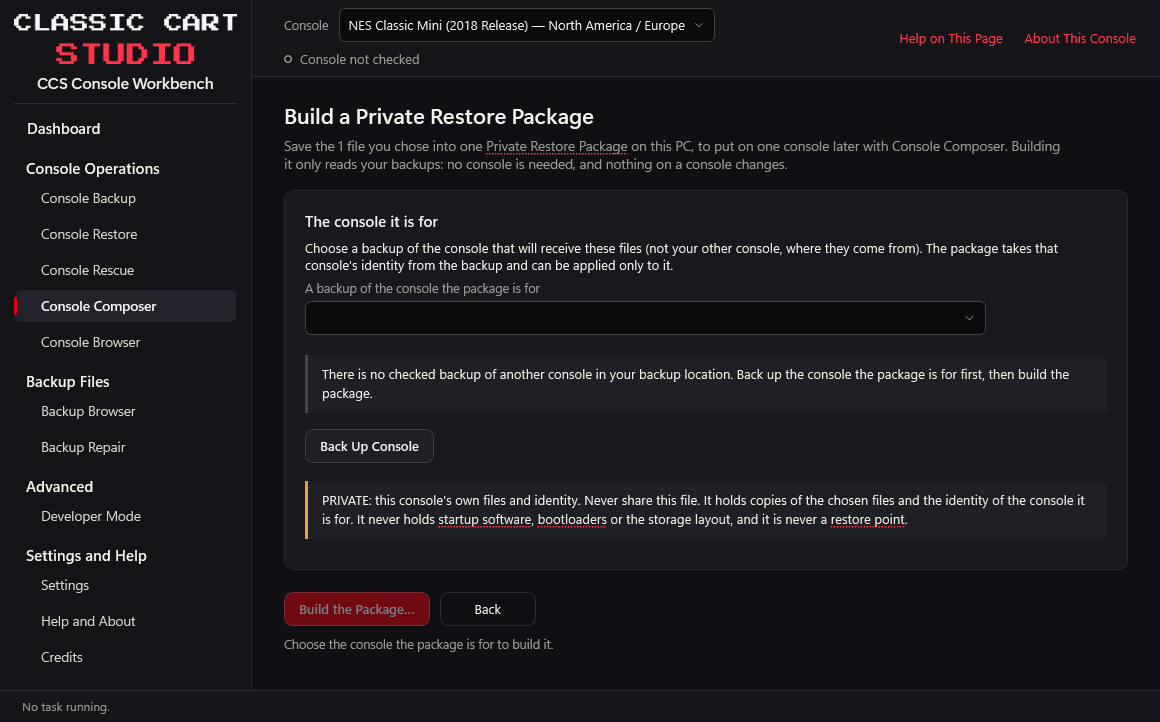 CLASSIC CART
STUDIO
CCS Console Workbench
Dashboard
Console Operations
Console Backup
Console Restore
Console Rescue
Console Composer
Console Browser
Backup Files
Backup Browser
Backup Repair
Advanced
Developer Mode
Settings and Help
Settings
Help and About
Credits
Console
NES Classic Mini (2018 Release) — North America / Europe
Console not checked
Help on This Page
About This Console
Build a Private Restore Package
Save the 1 file you chose into one Private Restore Package on this PC, to put on one console later with Console Composer. Building
it only reads your backups: no console is needed, and nothing on a console changes.
The console it is for
Choose a backup of the console that will receive these files (not your other console, where they come from). The package takes that
console's identity from the backup and can be applied only to it.
A backup of the console the package is for
There is no checked backup of another console in your backup location. Back up the console the package is for first, then build the
package.
Back Up Console
PRIVATE: this console's own files and identity. Never share this file. It holds copies of the chosen files and the identity of the console it
is for. It never holds startup software, bootloaders or the storage layout, and it is never a restore point.
Build the Package...
Back
Choose the console the package is for to build it.
No task running.